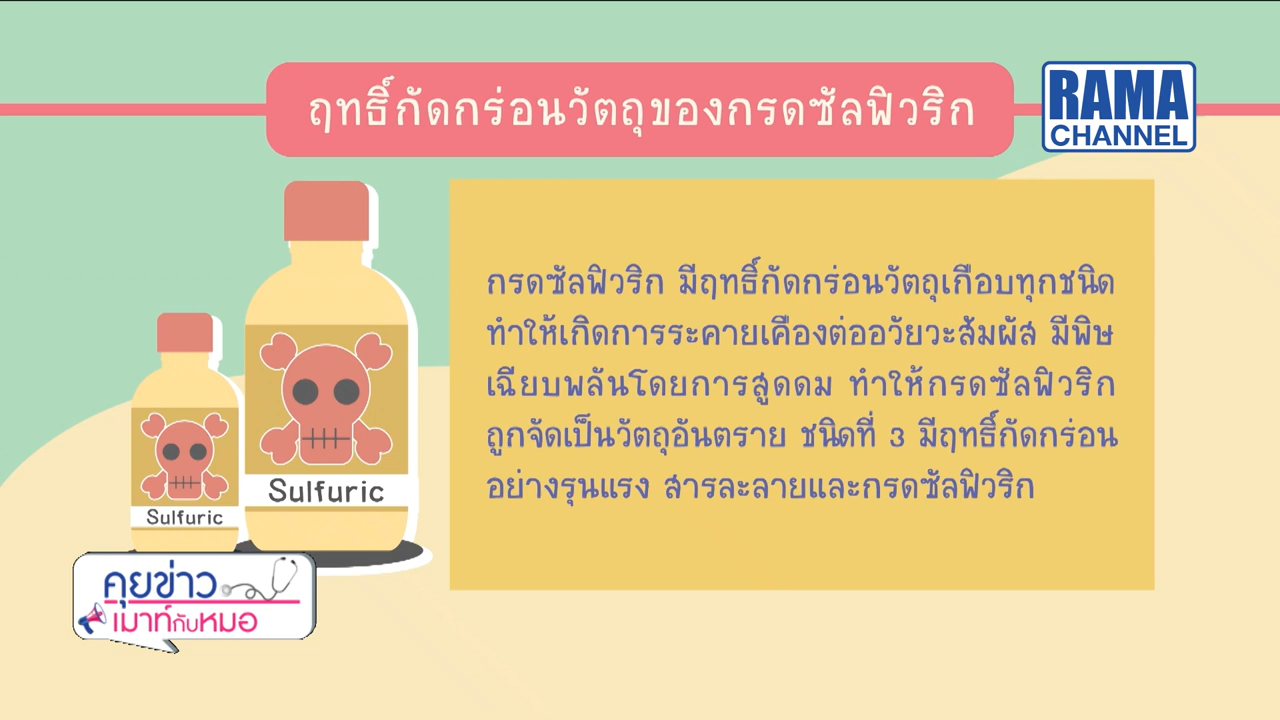 ฤทธิ์กัดกร่อนวัตถุของกรดซัลฟิวริก
RAMA
CHANNEL
กรดซัลฟิวริก มีฤทธิ์กัดกร่อนวัตถุเกือบทุกชนิด
ทำให้เกิดการระคายเคืองต่ออวัยวะสัมผัส มีพิษ
เฉียบพลันโดยการสูดดม ทำให้กรดซัลฟิวริก
ถูกจัดเป็นวัตถุอันตราย ชนิดที่ 3 มีฤทธิ์กัดกร่อน
อย่างรุนแรง สารละลายและกรดซัลฟิวริก
Sulfuric
Sulfuric
คุยข่าว
เมาท์กับหมอ